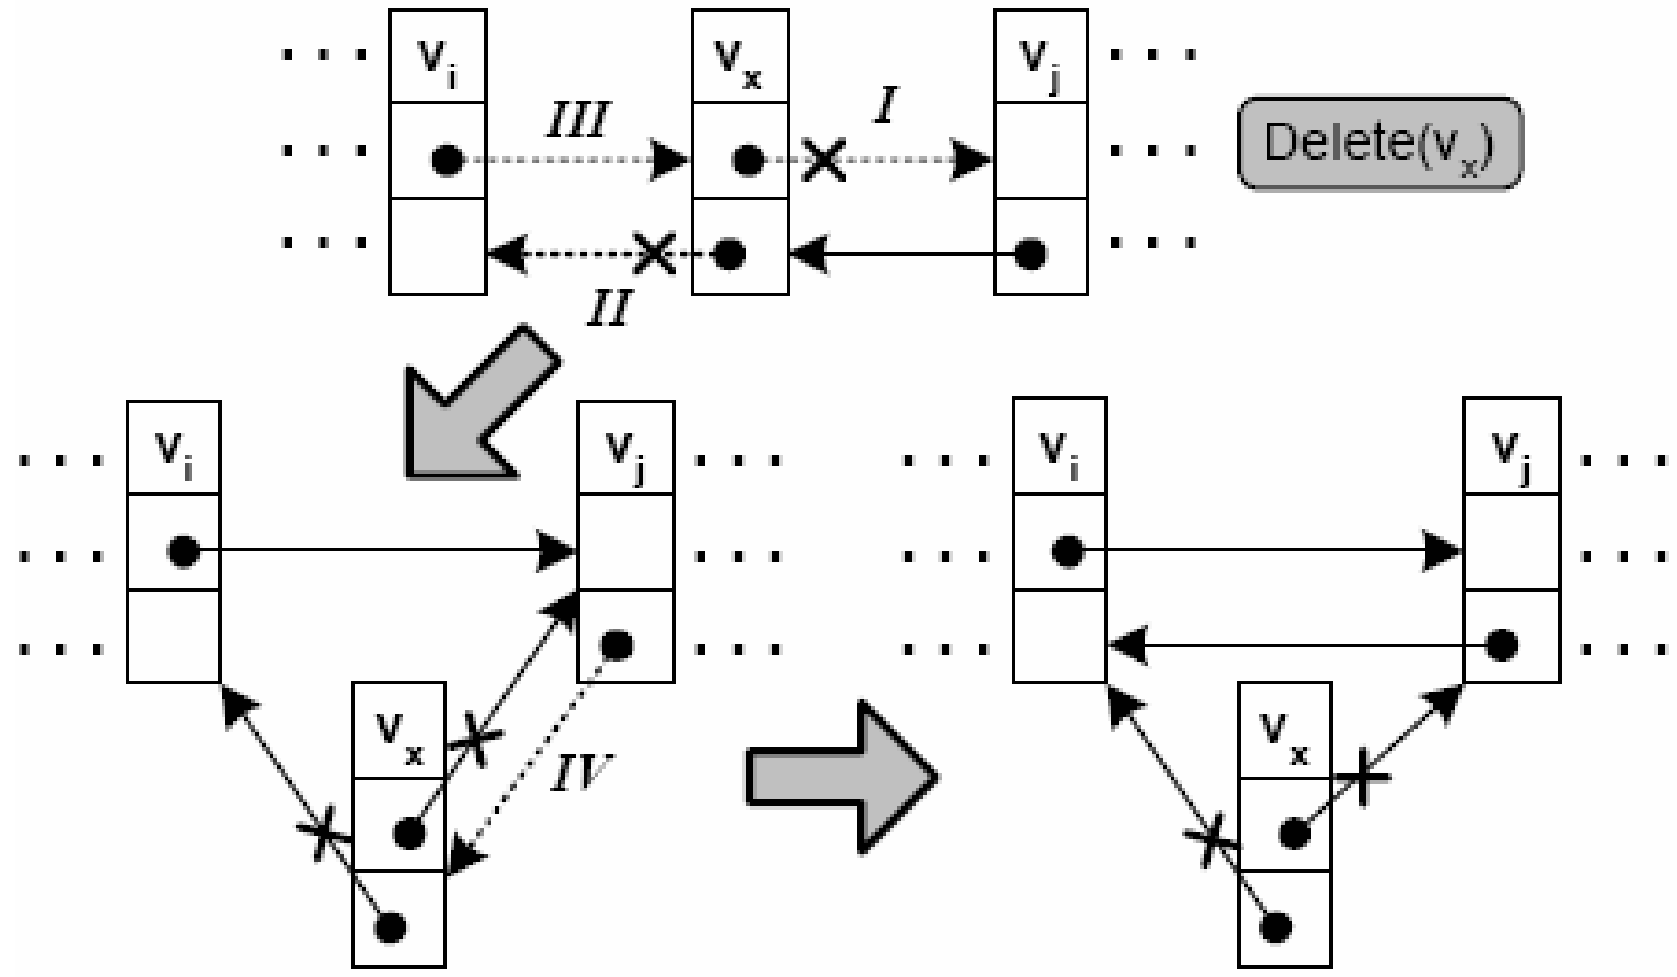 v_i v_x v_j
III I Delete(v_x)
II
v_i v_j v_i v_j
v_x IV v_x